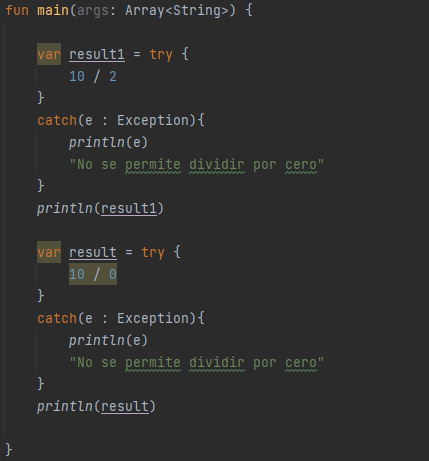 fun main(args: Array<String>) {
var result1 = try {
10 / 2
}
catch(e : Exception){
println(e)
"No se permite dividir por cero"
}
println(result1)
var result = try {
10 / 0
}
catch(e : Exception){
println(e)
"No se permite dividir por cero"
}
println(result)
}